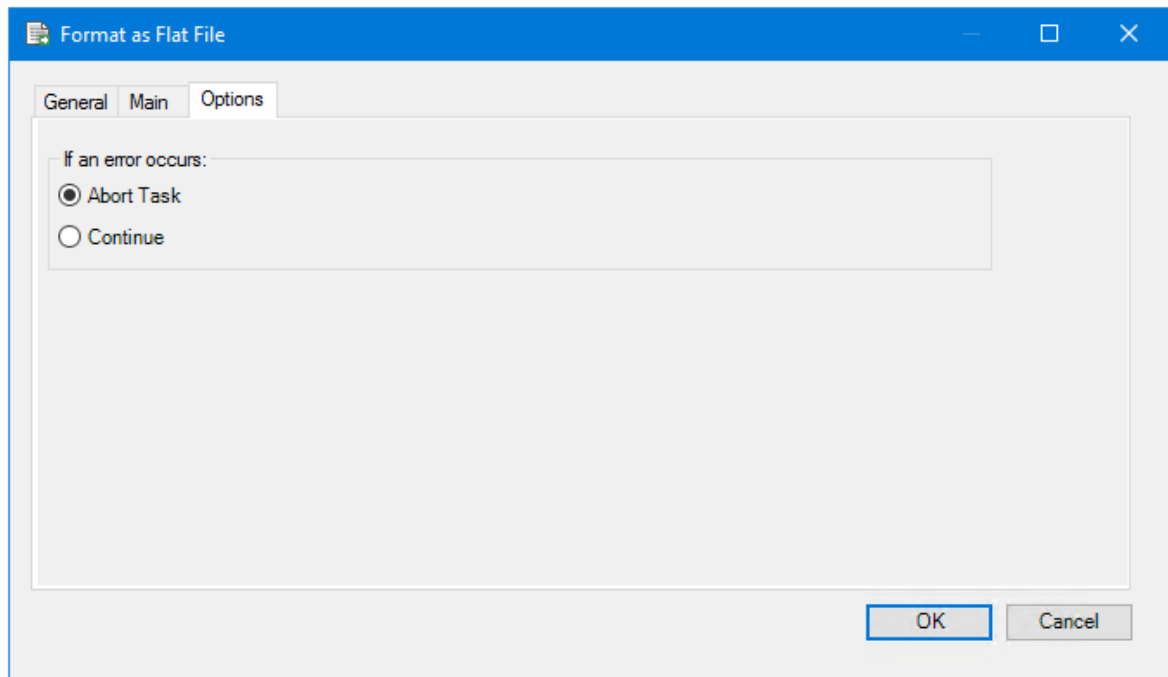 Format as Flat File
General Main Options
If an error occurs:
Abort Task
Continue
OK Cancel